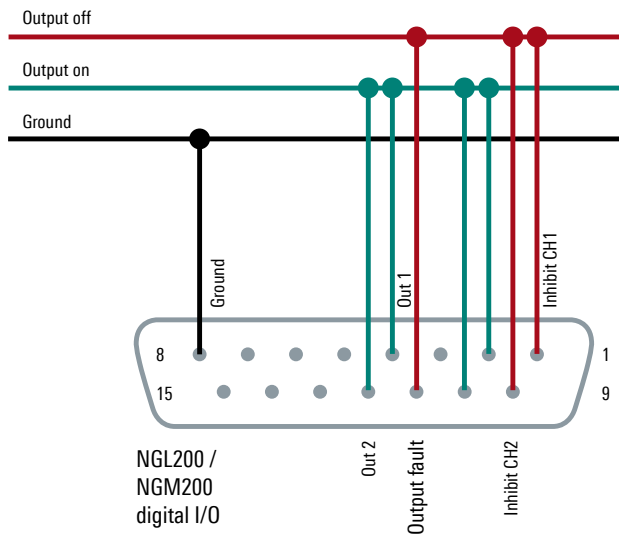 Output off
Output on
Ground
Ground
Out 1
Inhibit CH1
8
1
15
9
NGL200 /
NGM200
digital I/O
Out 2
Output fault
Inhibit CH2